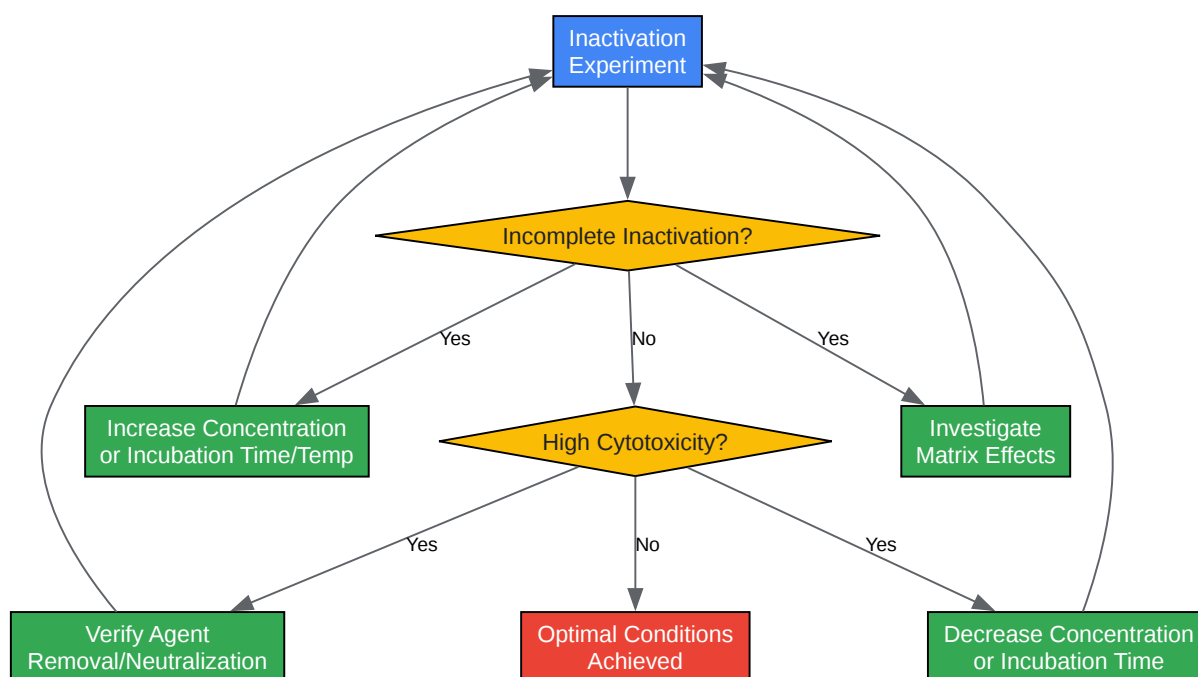 Inactivation
Experiment
Incomplete Inactivation?
Yes
No
Yes
Increase Concentration
or Incubation Time/Temp
High Cytotoxicity?
Investigate
Matrix Effects
Yes
No
Yes
Verify Agent
Removal/Neutralization
Optimal Conditions
Achieved
Decrease Concentration
or Incubation Time